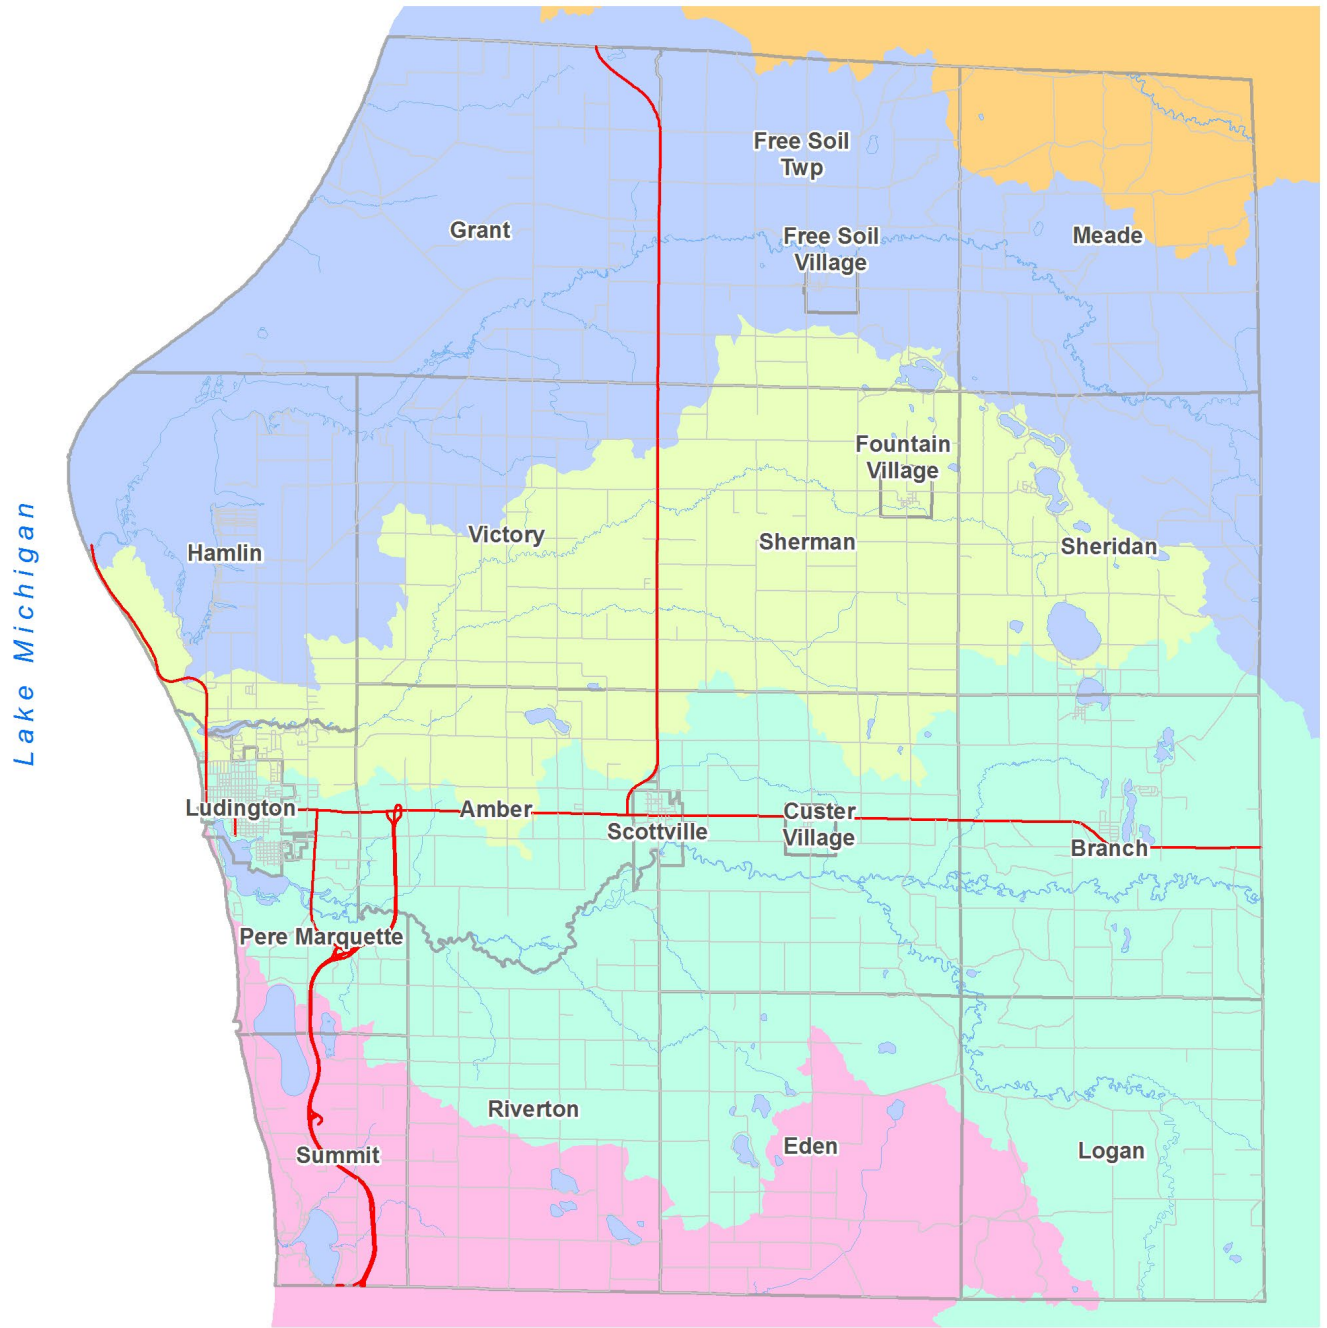 Free Soil
Twp
Grant
Free Soil
Village
Meade
Fountain
Village
Lake Michigan
Hamlin
Victory
Sherman
Sheridan
Ludington
Amber
Scottville
Custer
Village
Branch
Pere Marquette
Riverton
Summit
Eden
Logan